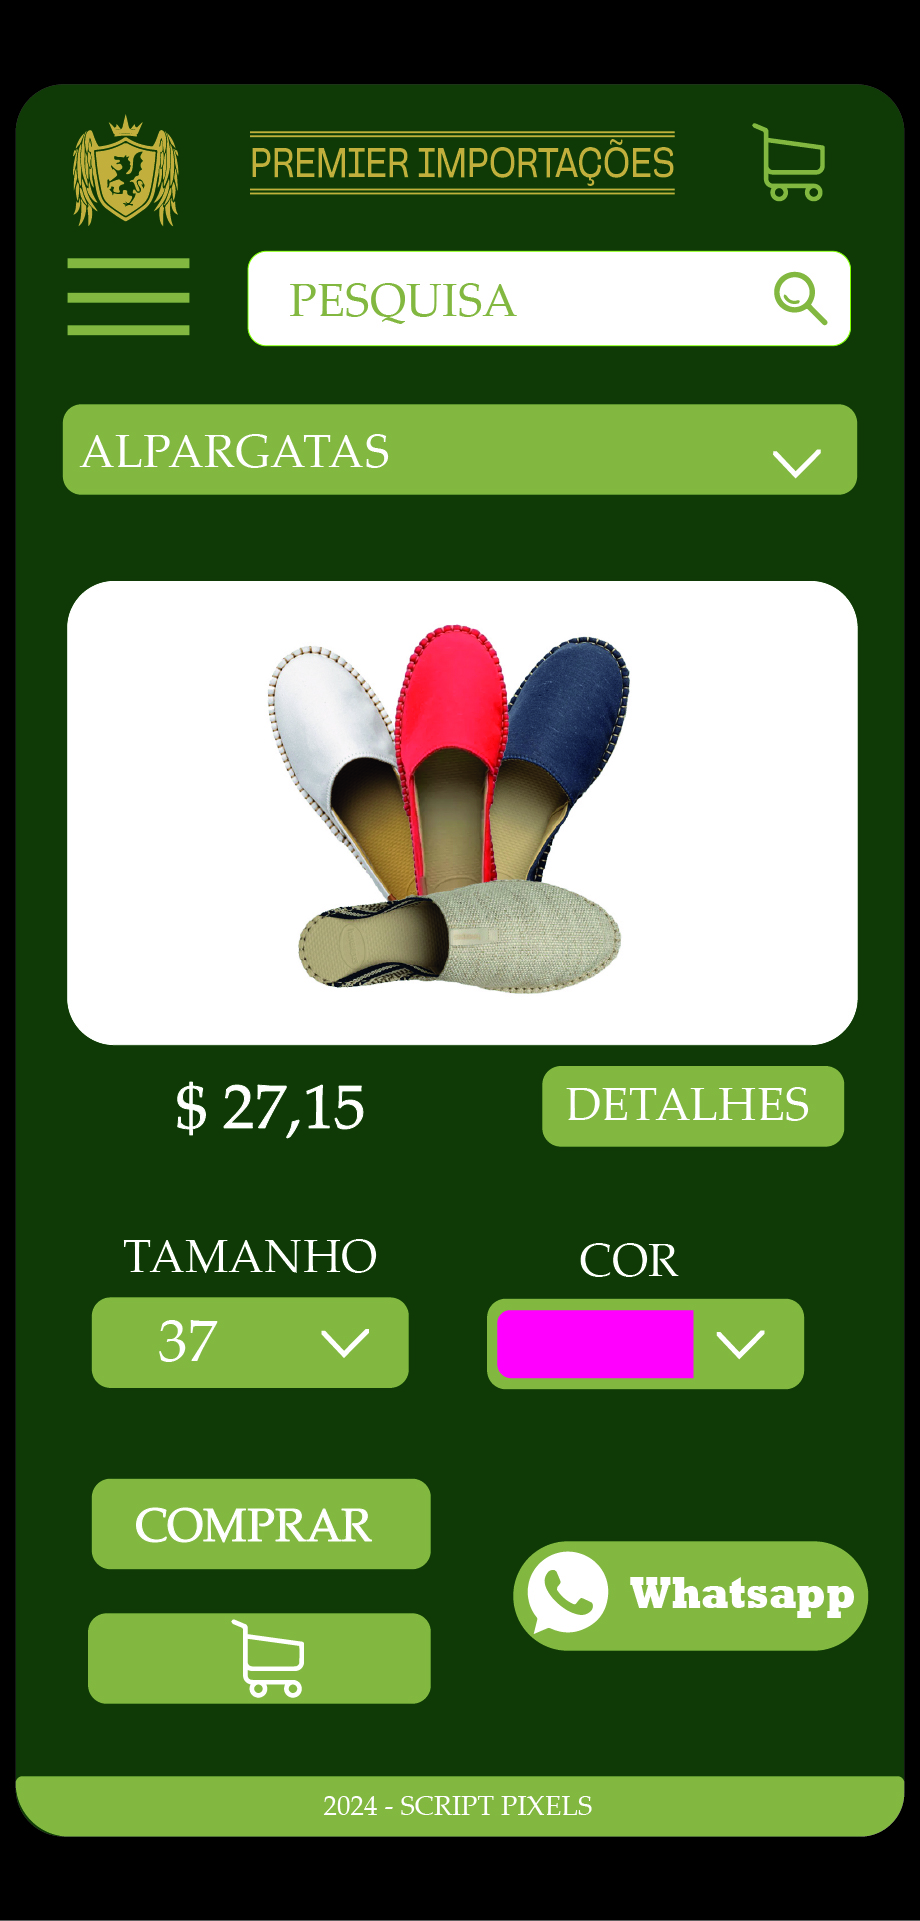 PREMIER IMPORTAÇÕES
PESQUISA
ALPARGATAS
$ 27,15
DETALHES
TAMANHO
COR
37
COMPRAR
Whatsapp
2024 - SCRIPT PIXELS